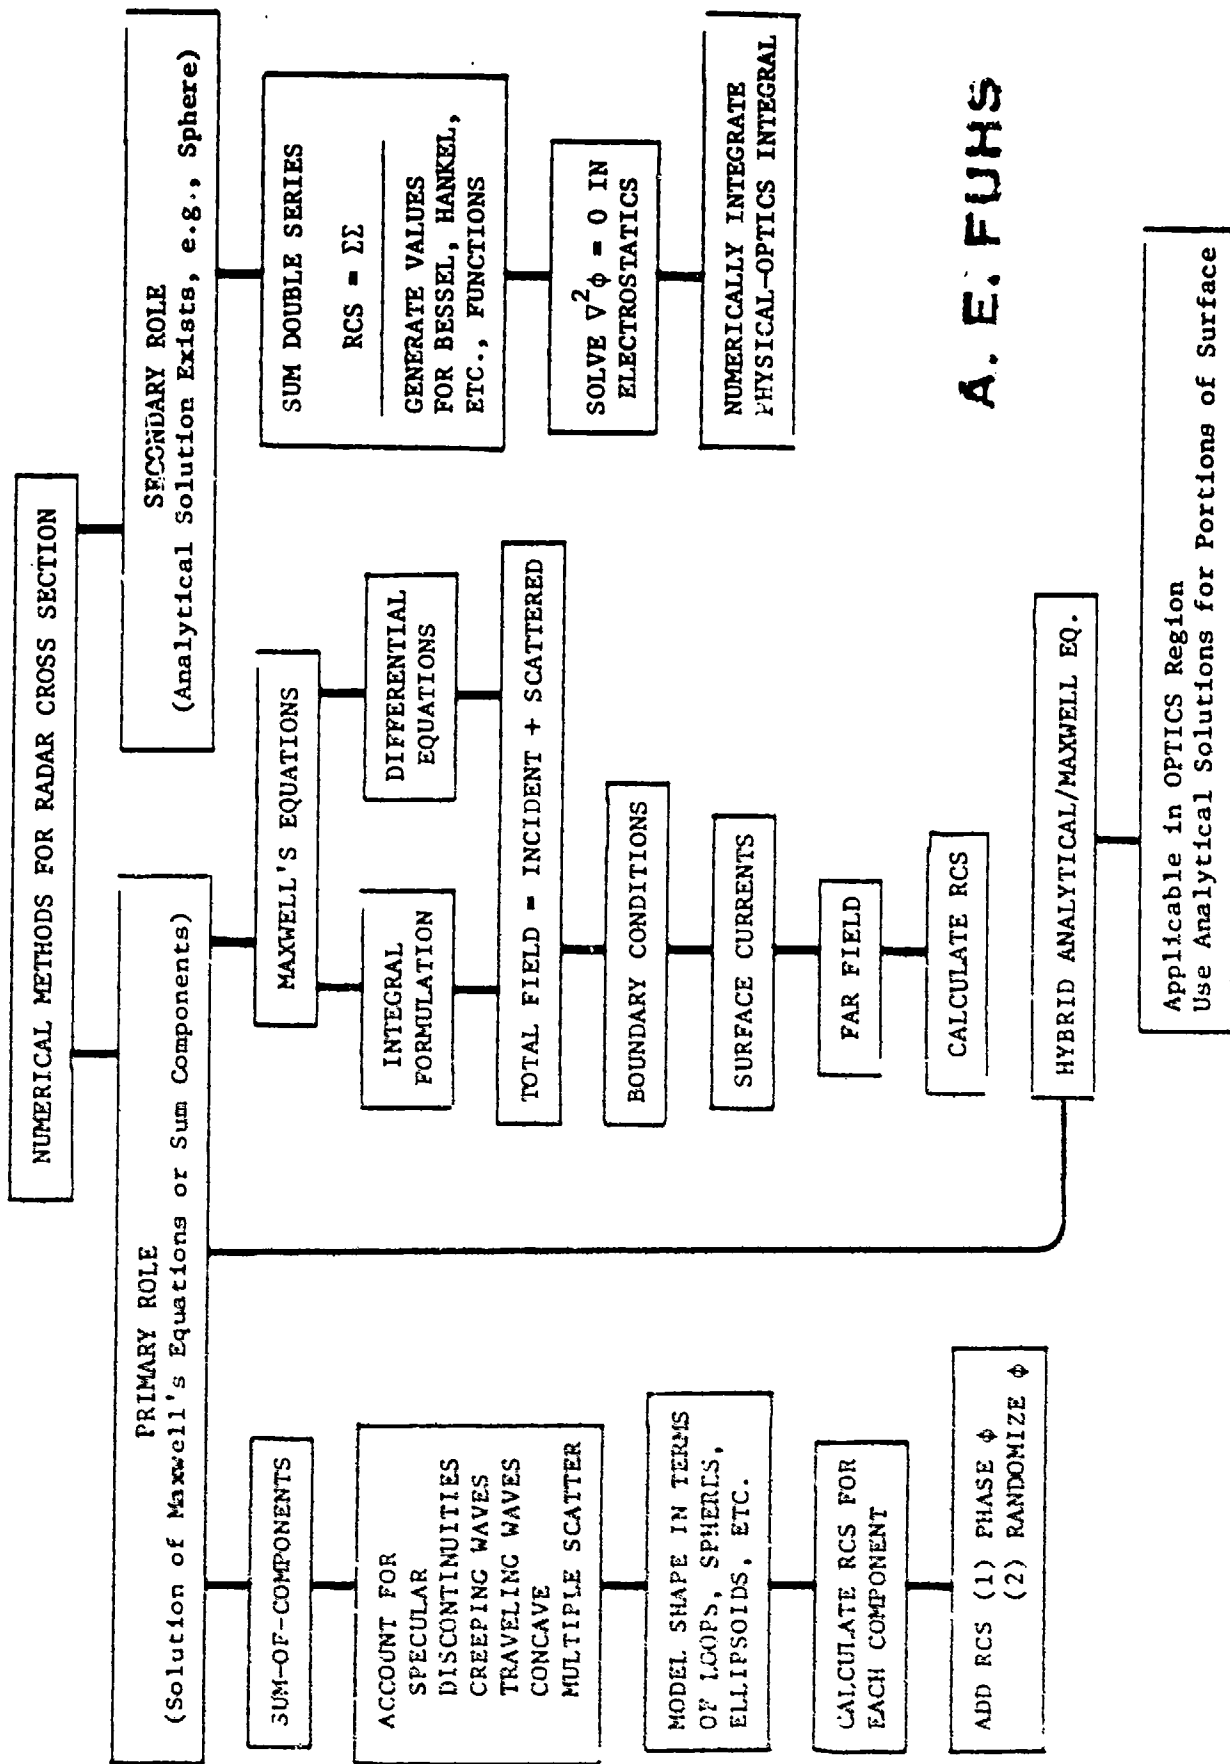 NUMERICAL METHODS FOR RADAR CROSS SECTION
PRIMARY ROLE
(Solution of Maxwell's Equations or Sum Components)
SECONDARY ROLE
(Analytical Solution Exists, e.g., Sphere)
SUM-OF-COMPONENTS
ACCOUNT FOR
SPECULAR
DISCONTINUITIES
CREEPING WAVES
TRAVELING WAVES
CONCAVE
MULTIPLE SCATTER
MODEL SHAPE IN TERMS
OF LOOPS, SPHERES,
ELLIPSOIDS, ETC.
CALCULATE RCS FOR
EACH COMPONENT
ADD RCS (1) PHASE ϕ
(2) RANDOMIZE ϕ
MAXWELL'S EQUATIONS
INTEGRAL
FORMULATION
DIFFERENTIAL
EQUATIONS
TOTAL FIELD = INCIDENT + SCATTERED
BOUNDARY CONDITIONS
SURFACE CURRENTS
FAR FIELD
CALCULATE RCS
HYBRID ANALYTICAL/MAXWELL EQ.
Applicable in OPTICS Region
Use Analytical Solutions for Portions of Surface
SUM DOUBLE SERIES
RCS = ΣΣ
GENERATE VALUES
FOR BESSEL, HANKEL,
ETC., FUNCTIONS
SOLVE ∇²ϕ = 0 IN
ELECTROSTATICS
NUMERICALLY INTEGRATE
PHYSICAL-OPTICS INTEGRAL
A. E. FUHS